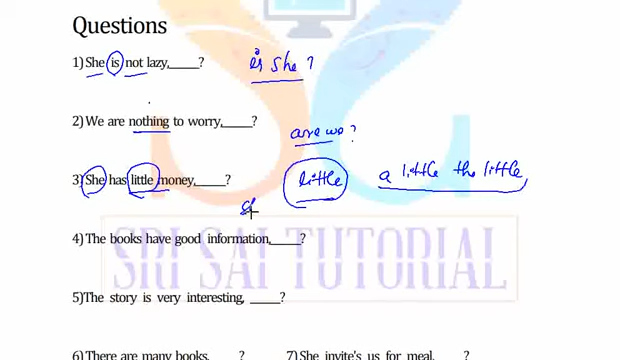 Questions
1) She is not lazy,_____? is she ?
2) We are nothing to worry,_____? are we ?
3) She has little money,_____? little a little the little,
4) The books have good information,_____?
SRI SAI TUTORIAL
5)The story is very interesting, _____?
6) There are many books, ____? 7) She invite's us for meal, ____?